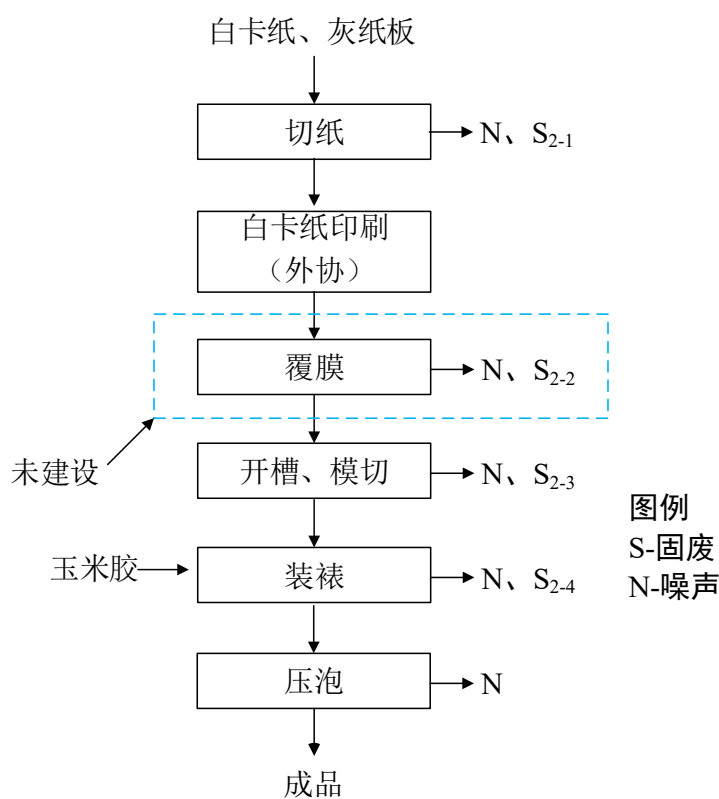 白卡纸、灰纸板
切纸
N、S2-1
白卡纸印刷
（外协）
覆膜
N、S2-2
未建设
开槽、模切
N、S2-3
玉米胶
装裱
N、S2-4
压泡
N
成品
图例
S-固废
N-噪声